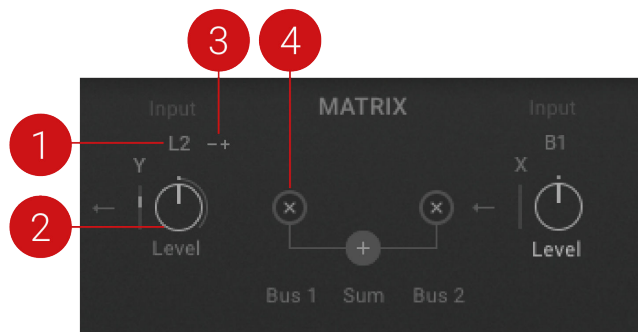 3 4
Input MATRIX Input
1 L2 −+ B1
Y X
2
Level Level
Bus 1 Sum Bus 2